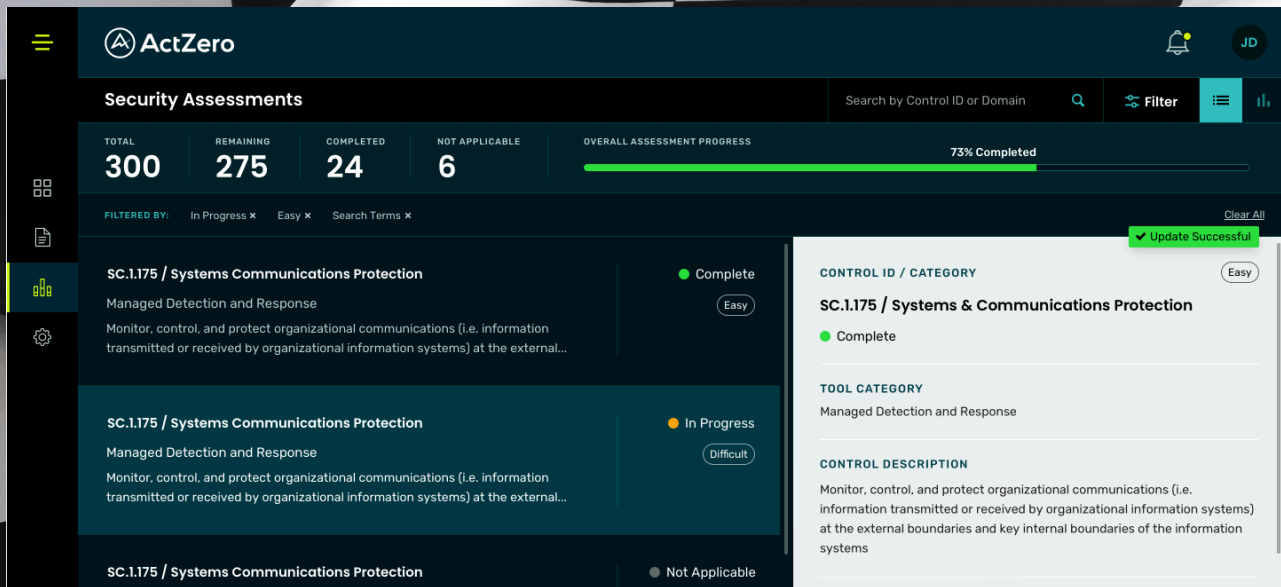 ActZero
JD
Security Assessments
Search by Control ID or Domain
Filter
TOTAL
300
REMAINING
275
COMPLETED
24
NOT APPLICABLE
6
OVERALL ASSESSMENT PROGRESS
73% Completed
FILTERED BY:
In Progress ×
Easy ×
Search Terms ×
Clear All
Update Successful
SC.1.175 / Systems Communications Protection
Complete
Managed Detection and Response
Easy
Monitor, control, and protect organizational communications (i.e. information
transmitted or received by organizational information systems) at the external...
SC.1.175 / Systems Communications Protection
In Progress
Managed Detection and Response
Difficult
Monitor, control, and protect organizational communications (i.e. information
transmitted or received by organizational information systems) at the external...
SC.1.175 / Systems Communications Protection
Not Applicable
CONTROL ID / CATEGORY
Easy
SC.1.175 / Systems & Communications Protection
Complete
TOOL CATEGORY
Managed Detection and Response
CONTROL DESCRIPTION
Monitor, control, and protect organizational communications (i.e.
information transmitted or received by organizational information systems)
at the external boundaries and key internal boundaries of the information
systems